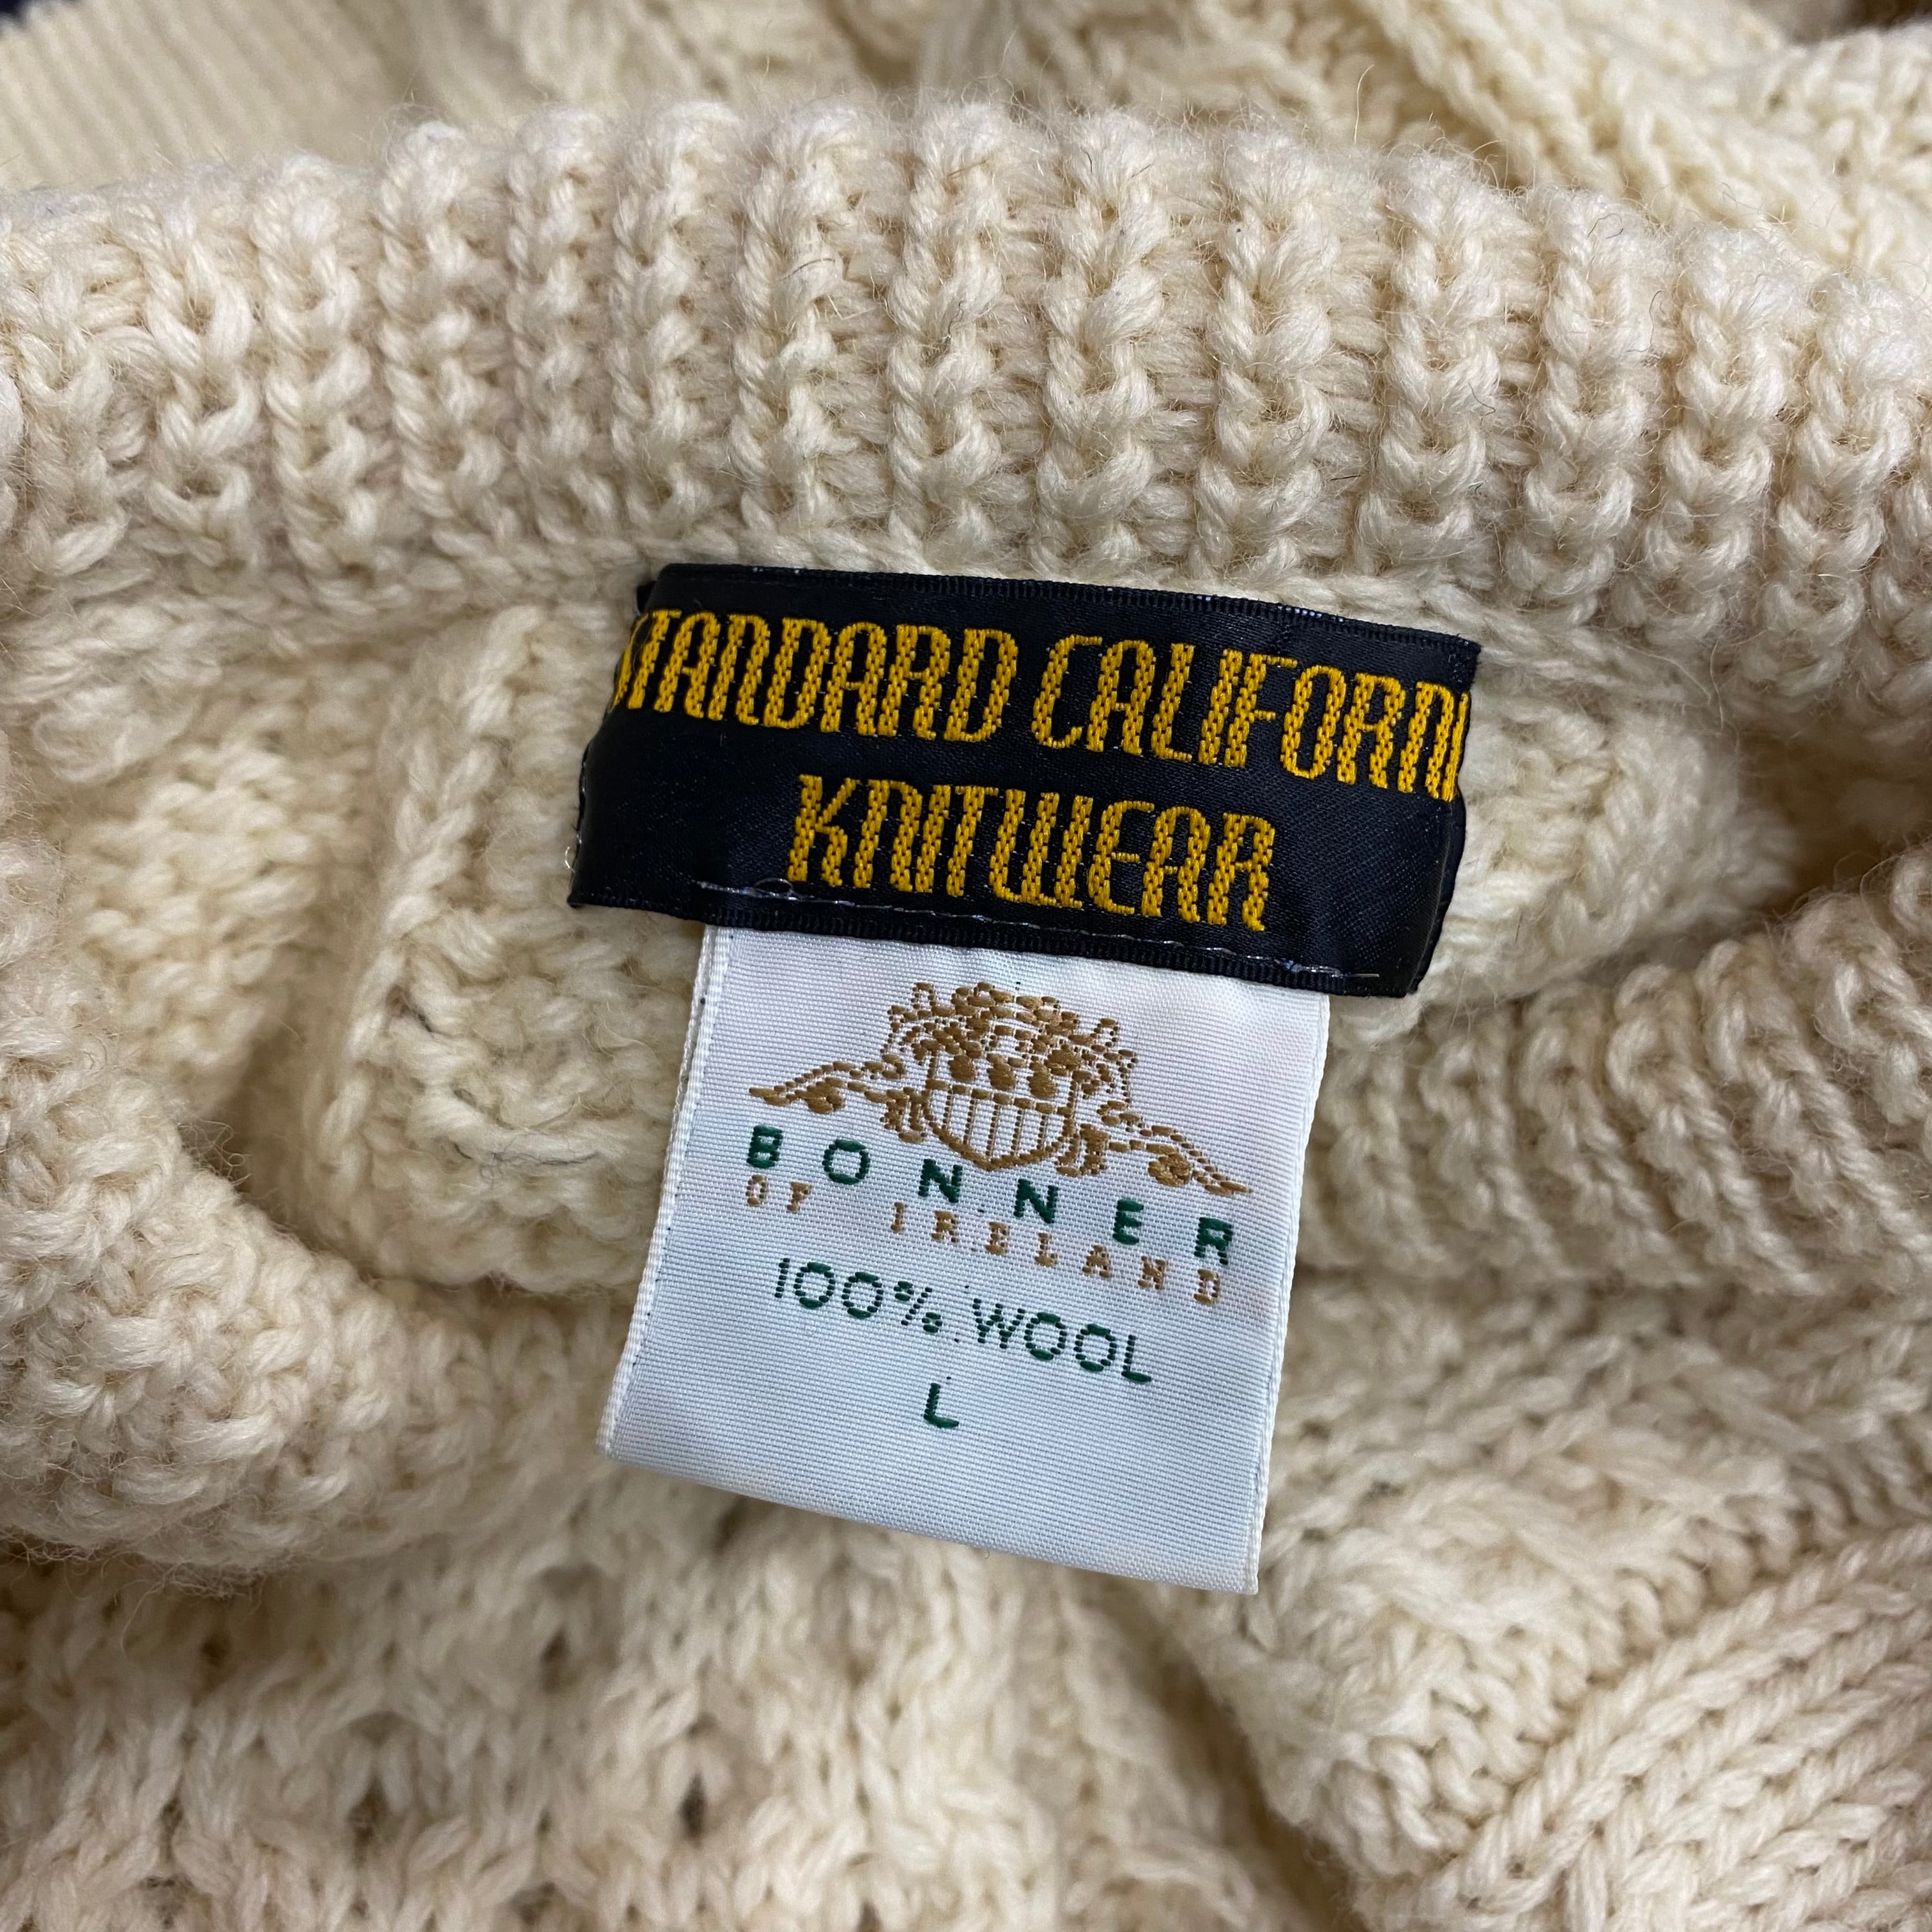 STANDARD CALIFORNI
KNITWEAR
BONNER
OF IRELAND
100% WOOL
L